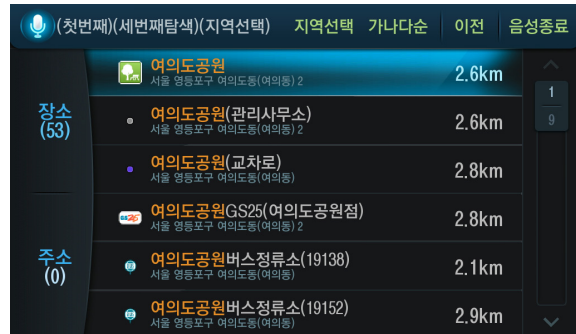 (첫번째)(세번째탐색)(지역선택) 지역선택 가나다순 이전 음성종료
장소
(53)
주소
(0)
여의도공원 2.6km
서울 영등포구 여의도동(여의동) 2
여의도공원(관리사무소) 2.6km
서울 영등포구 여의도동(여의동) 2
여의도공원(교차로) 2.8km
서울 영등포구 여의도동(여의동)
GS25 여의도공원GS25(여의도공원점) 2.8km
서울 영등포구 여의도동(여의동) 2
여의도공원버스정류소(19138) 2.1km
서울 영등포구 여의도동(여의동)
여의도공원버스정류소(19152) 2.9km
서울 영등포구 여의도동(여의동)
1
9